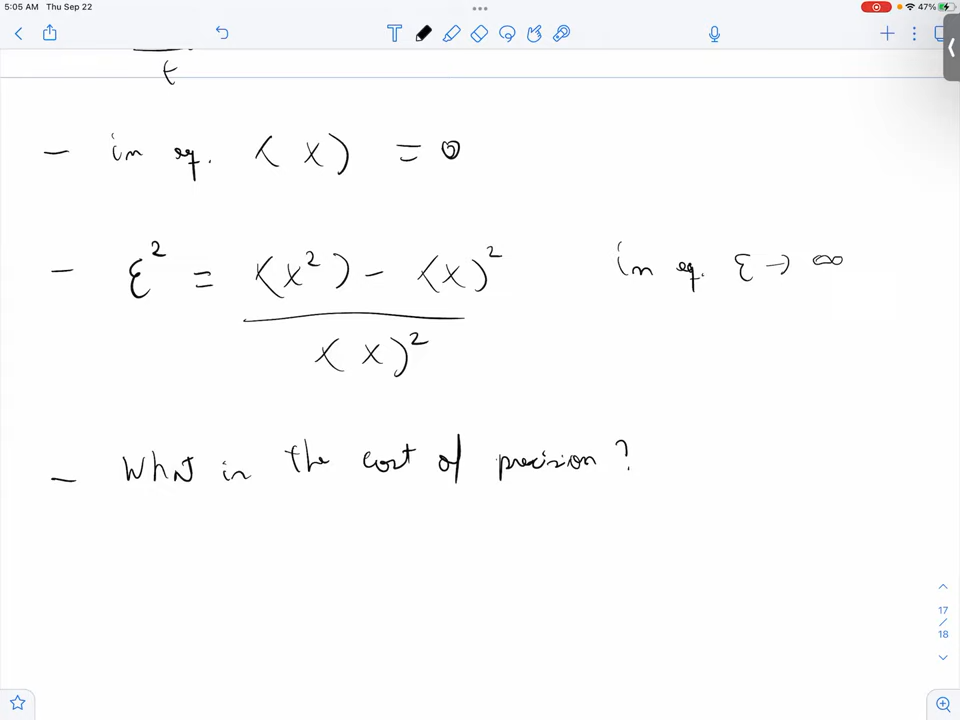 5:05 AM Thu Sep 22
47%
t
- in eq. ⟨X⟩ = 0
- ε² = (⟨X²⟩ - ⟨X⟩²) / ⟨X⟩² in eq. ε → ∞
- What is the cost of precision?
17
/
18